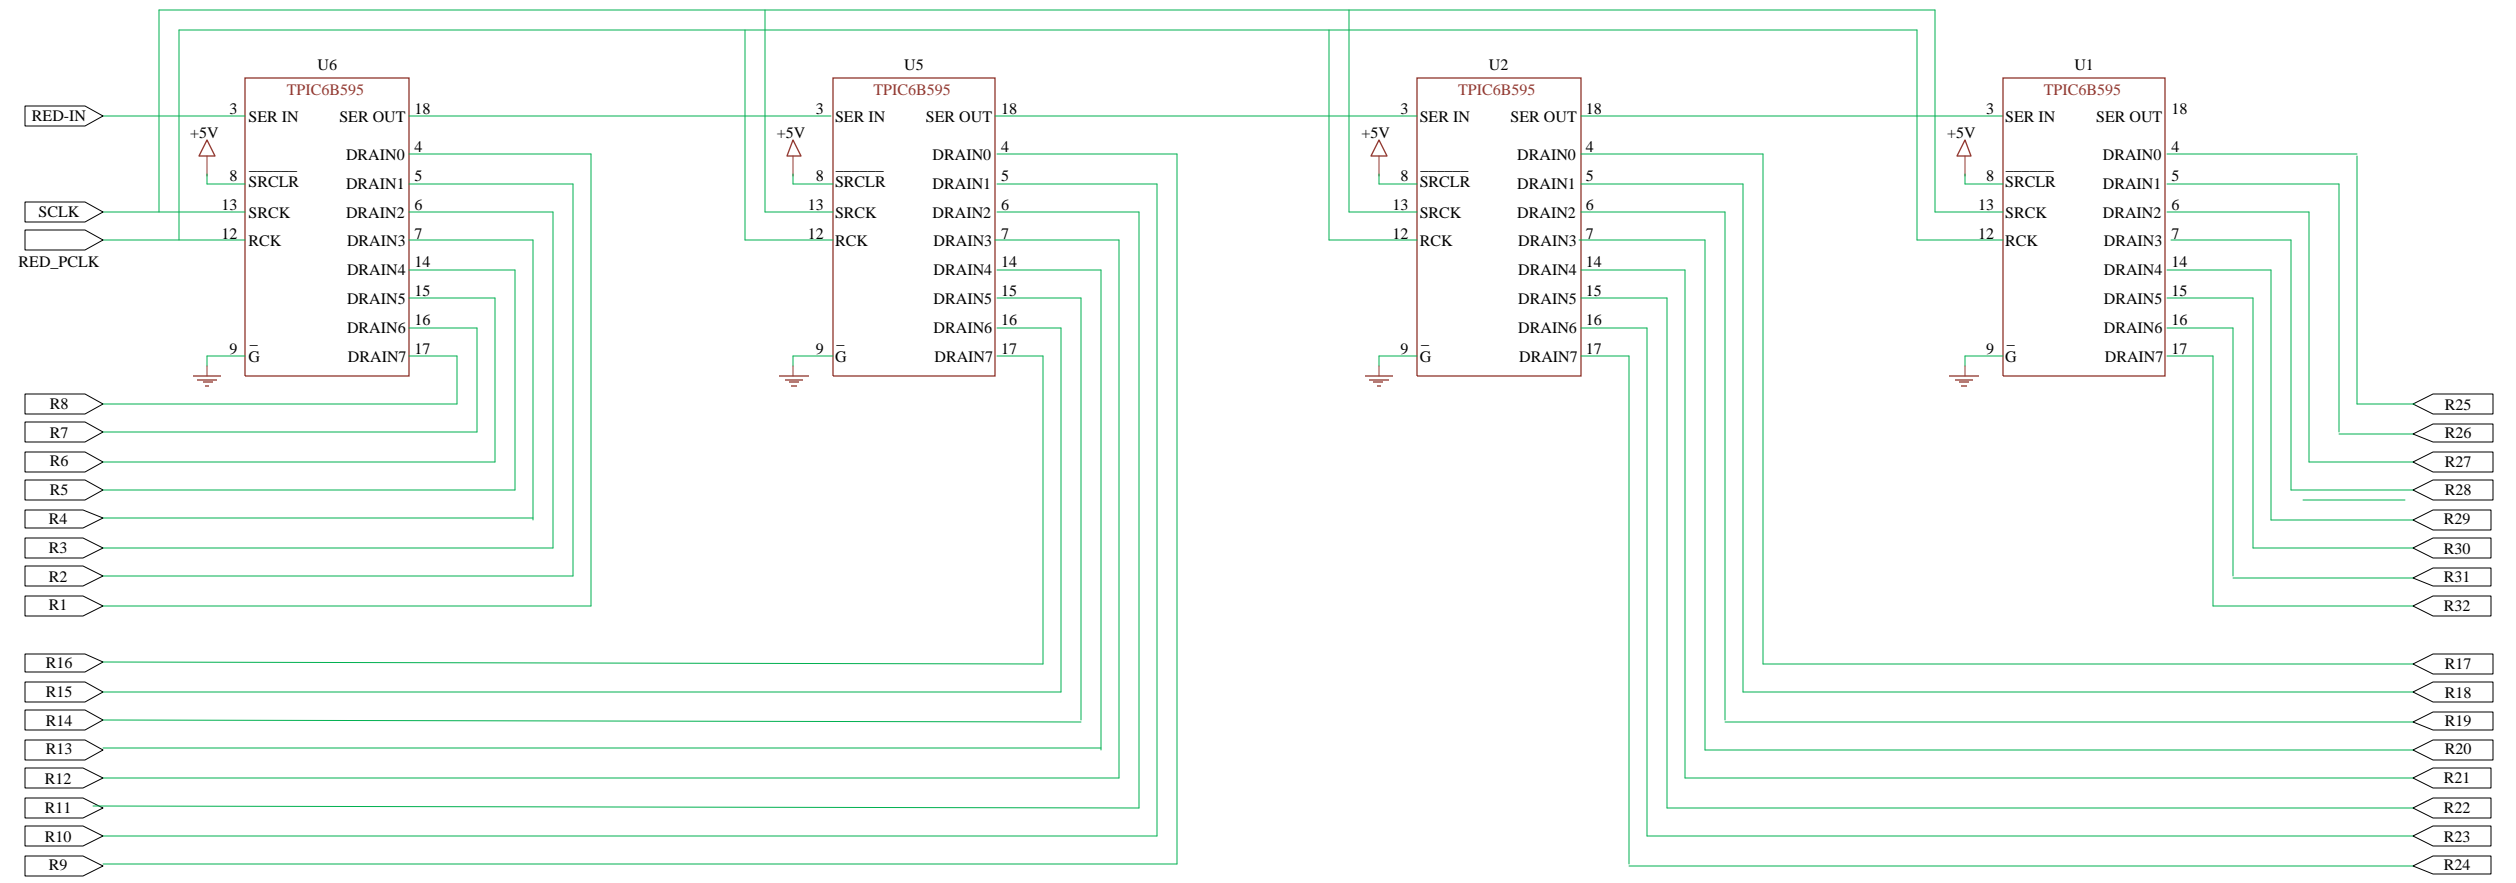 U6 U5 U2 U1
TPIC6B595 TPIC6B595 TPIC6B595 TPIC6B595
RED-IN 3 SER IN SER OUT 18 3 SER IN SER OUT 18 3 SER IN SER OUT 18 3 SER IN SER OUT 18
+5V +5V +5V +5V
DRAIN0 4 DRAIN0 4 DRAIN0 4 DRAIN0 4
8 SRCLR DRAIN1 5 8 SRCLR DRAIN1 5 8 SRCLR DRAIN1 5 8 SRCLR DRAIN1 5
SCLK 13 SRCK DRAIN2 6 13 SRCK DRAIN2 6 13 SRCK DRAIN2 6 13 SRCK DRAIN2 6
12 RCK DRAIN3 7 12 RCK DRAIN3 7 12 RCK DRAIN3 7 12 RCK DRAIN3 7
RED_PCLK
DRAIN4 14 DRAIN4 14 DRAIN4 14 DRAIN4 14
DRAIN5 15 DRAIN5 15 DRAIN5 15 DRAIN5 15
DRAIN6 16 DRAIN6 16 DRAIN6 16 DRAIN6 16
9 G DRAIN7 17 9 G DRAIN7 17 9 G DRAIN7 17 9 G DRAIN7 17
R8 R25
R7 R26
R6 R27
R5 R28
R4 R29
R3 R30
R2 R31
R1 R32
R16 R17
R15 R18
R14 R19
R13 R20
R12 R21
R11 R22
R10 R23
R9 R24